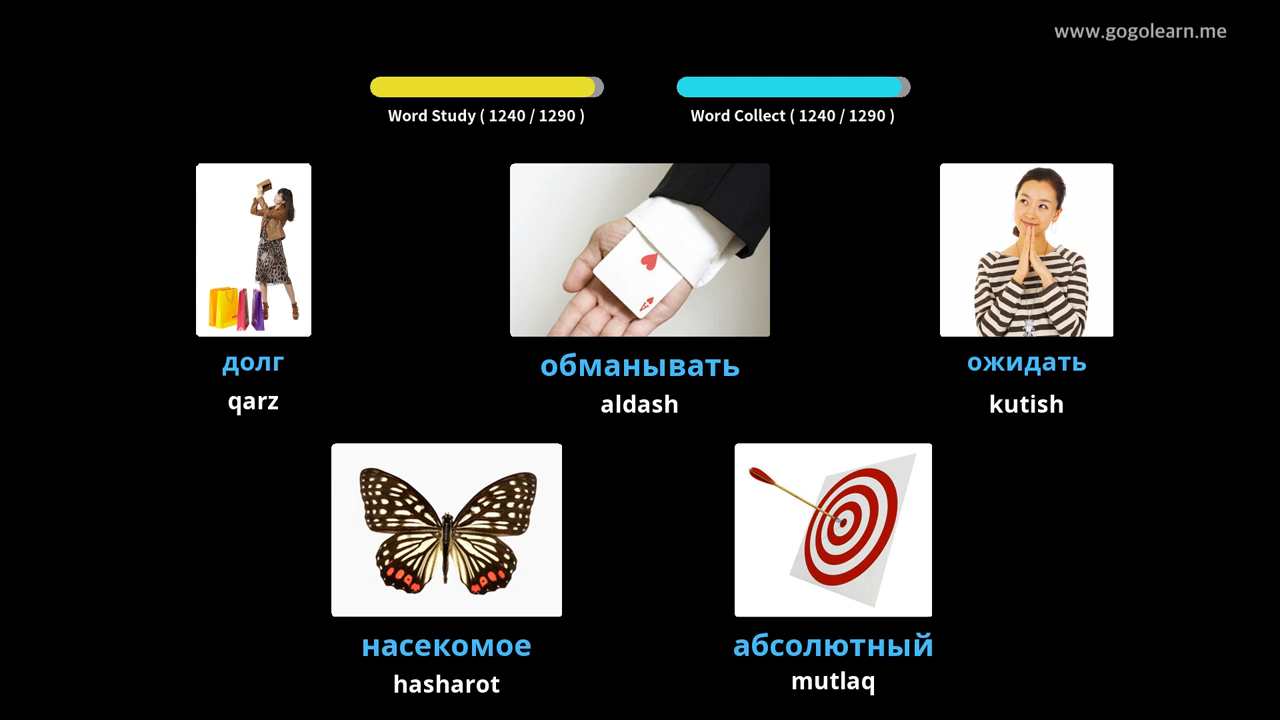 www.gogolearn.me
Word Study ( 1240 / 1290 )
Word Collect ( 1240 / 1290 )
долг
qarz
обманывать
aldash
ожидать
kutish
насекомое
hasharot
абсолютный
mutlaq